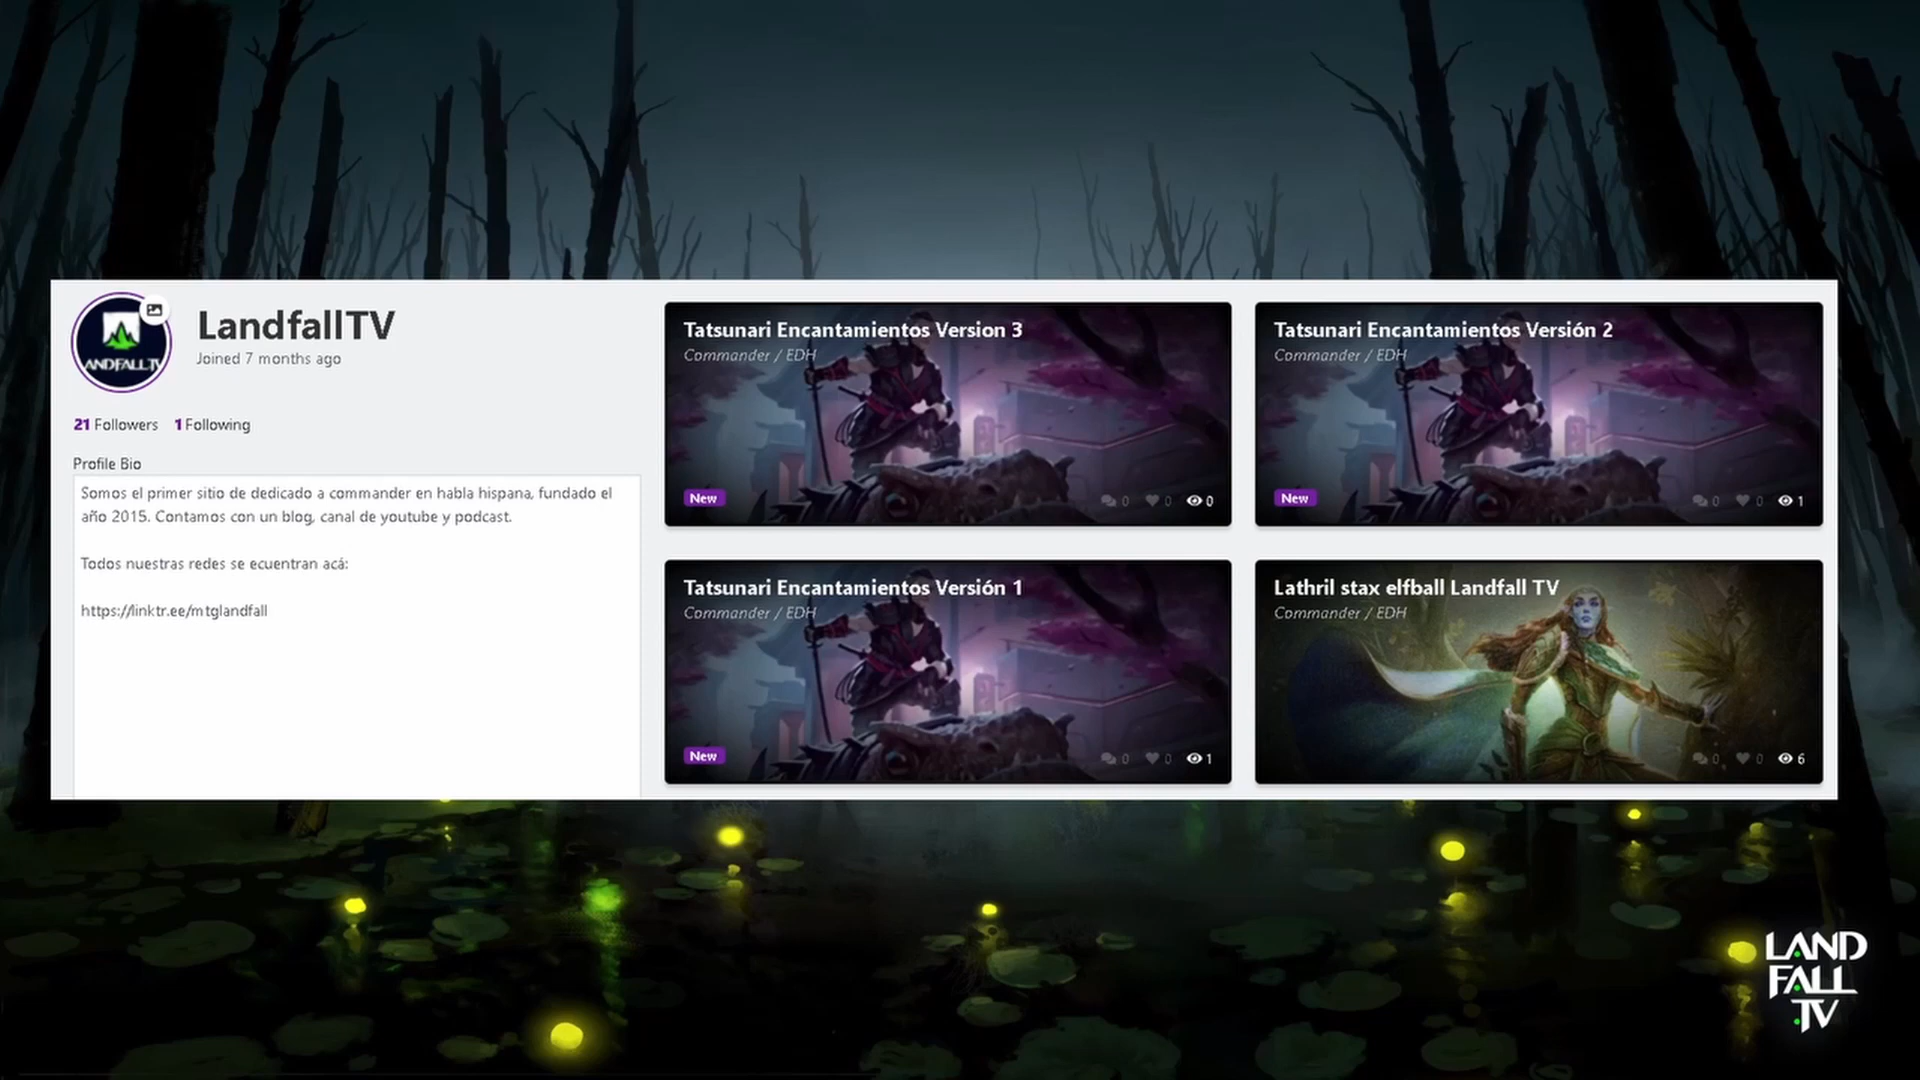 LandfallTV
Joined 7 months ago
21 Followers 1 Following
Profile Bio
Somos el primer sitio de dedicado a commander en habla hispana, fundado el
año 2015. Contamos con un blog, canal de youtube y podcast.
Todos nuestras redes se ecuentran acá:
https://linktr.ee/mtglandfall
ANDFALL.TV
Tatsunari Encantamientos Version 3
Commander / EDH
New
0 0 0
Tatsunari Encantamientos Versión 2
Commander / EDH
New
0 0 1
Tatsunari Encantamientos Versión 1
Commander / EDH
New
0 0 1
Lathril stax elfball Landfall TV
Commander / EDH
0 0 6
LAND
FALL
.TV